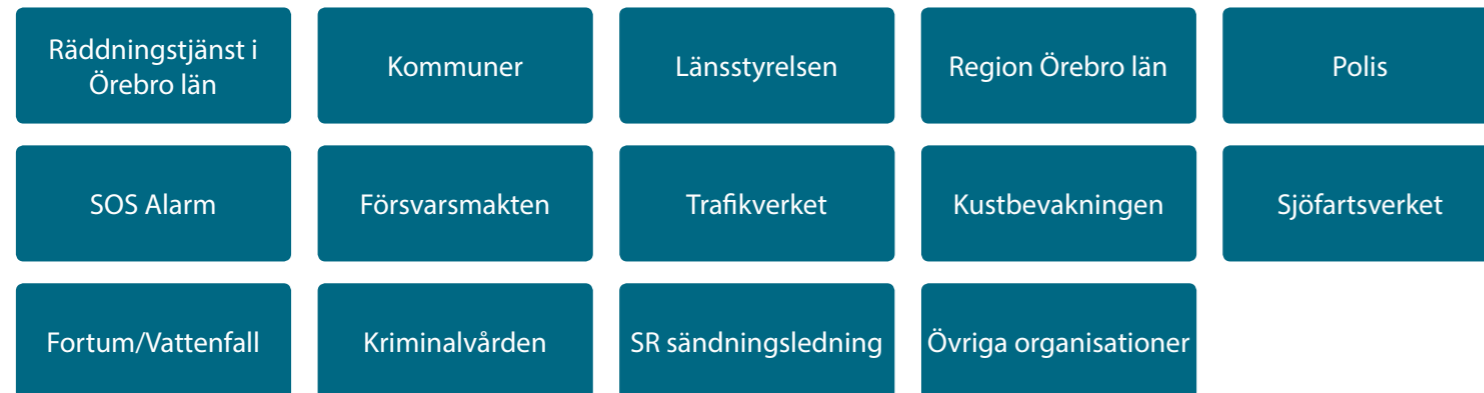 Räddningstjänst i
Örebro län
Kommuner
Länsstyrelsen
Region Örebro län
Polis
SOS Alarm
Försvarsmakten
Trafikverket
Kustbevakningen
Sjöfartsverket
Fortum/Vattenfall
Kriminalvården
SR sändningsledning
Övriga organisationer